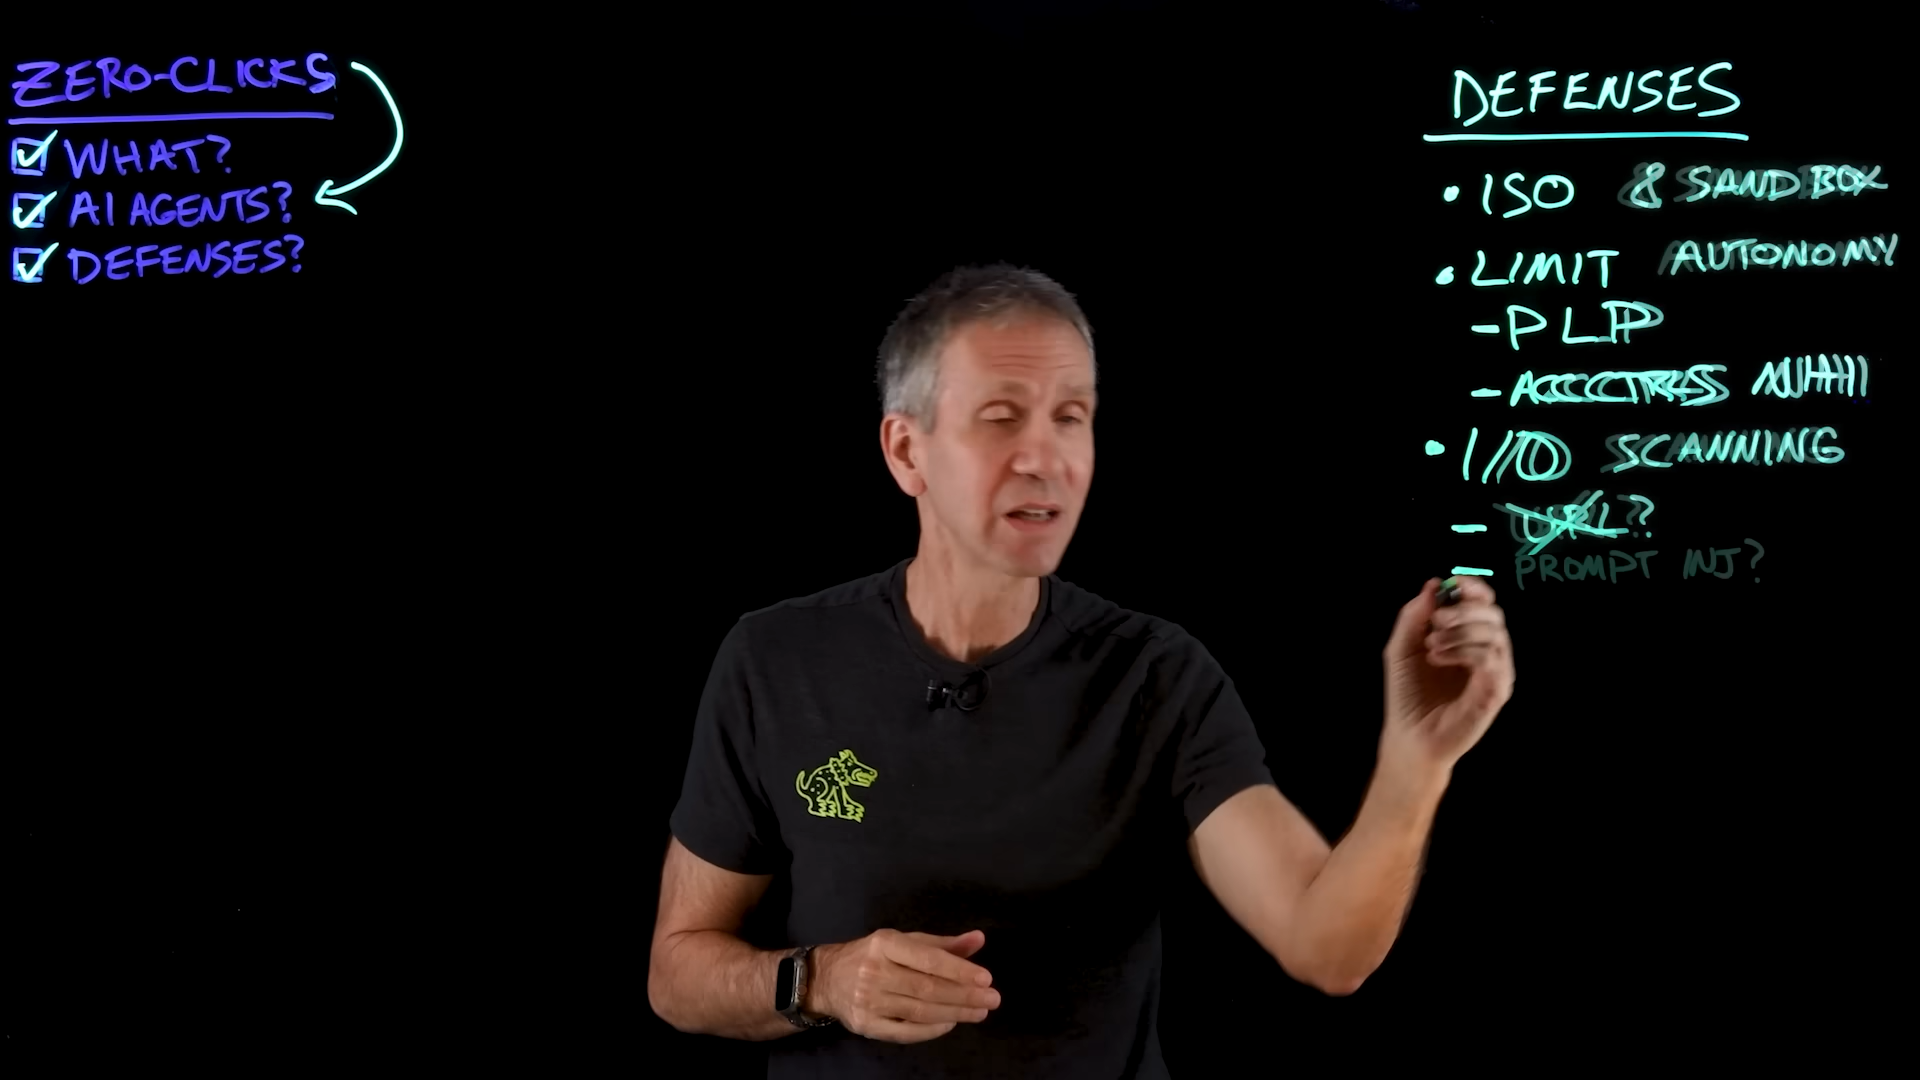 ZERO-CLICKS
WHAT?
AI AGENTS?
DEFENSES?
DEFENSES
• ISO & SANDBOX
• LIMIT AUTONOMY
- PLP
• I/O SCANNING
- URL?
- PROMPT INJ?